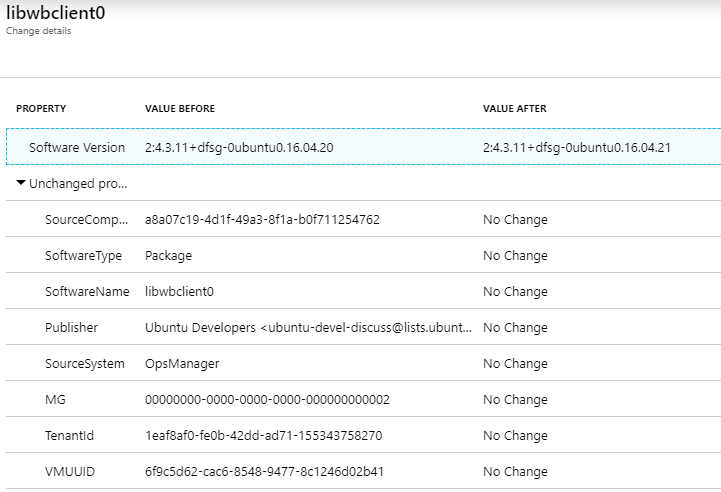 libwbclient0
Change details
PROPERTY VALUE BEFORE VALUE AFTER
Software Version 2:4.3.11+dfsg-0ubuntu0.16.04.20 2:4.3.11+dfsg-0ubuntu0.16.04.21
Unchanged pro...
SourceComp... a8a07c19-4d1f-49a3-8f1a-b0f711254762 No Change
SoftwareType Package No Change
SoftwareName libwbclient0 No Change
Publisher Ubuntu Developers <ubuntu-devel-discuss@lists.ubunt... No Change
SourceSystem OpsManager No Change
MG 00000000-0000-0000-0000-000000000002 No Change
TenantId 1eaf8af0-fe0b-42dd-ad71-155343758270 No Change
VMUUID 6f9c5d62-cac6-8548-9477-8c1246d02b41 No Change